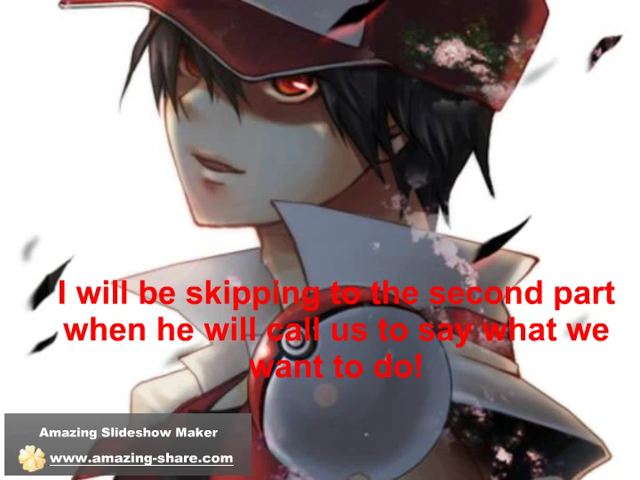 I will be skipping to the second part
when he will call us to say what we
want to do!
Amazing Slideshow Maker
www.amazing-share.com